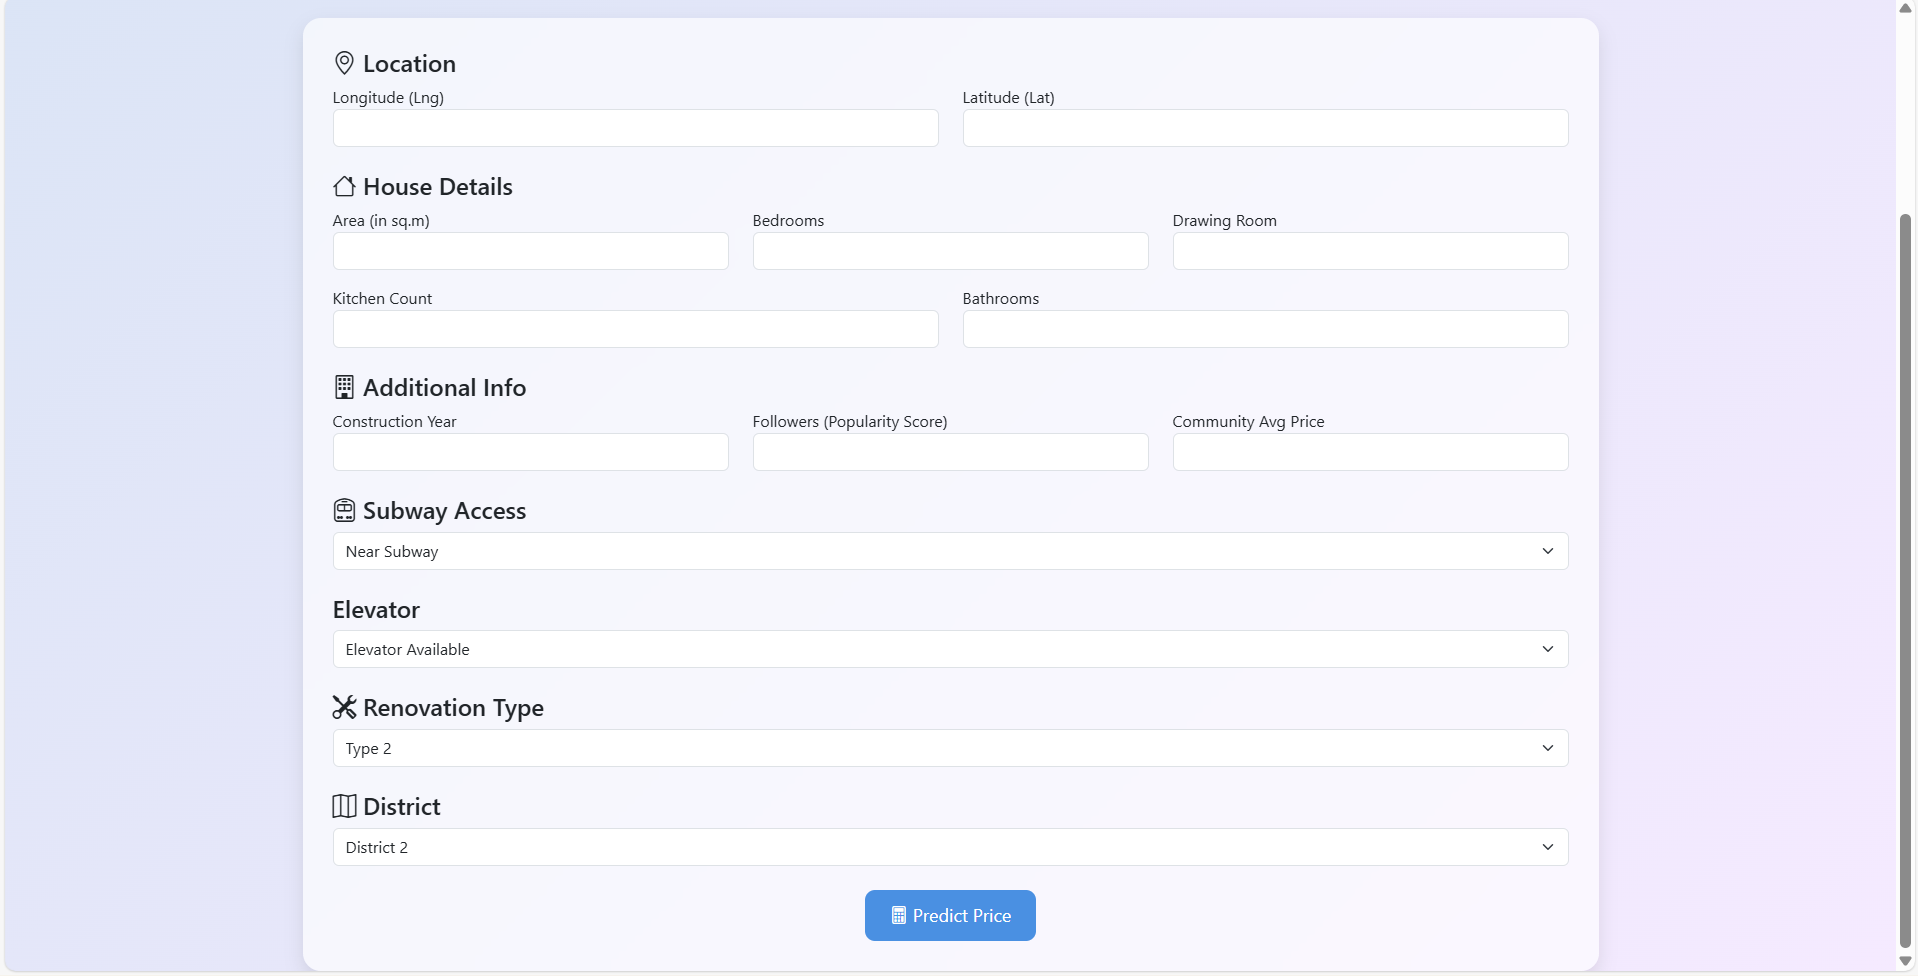 Location
Longitude (Lng) Latitude (Lat)
House Details
Area (in sq.m) Bedrooms Drawing Room
Kitchen Count Bathrooms
Additional Info
Construction Year Followers (Popularity Score) Community Avg Price
Subway Access
Near Subway
Elevator
Elevator Available
Renovation Type
Type 2
District
District 2
Predict Price